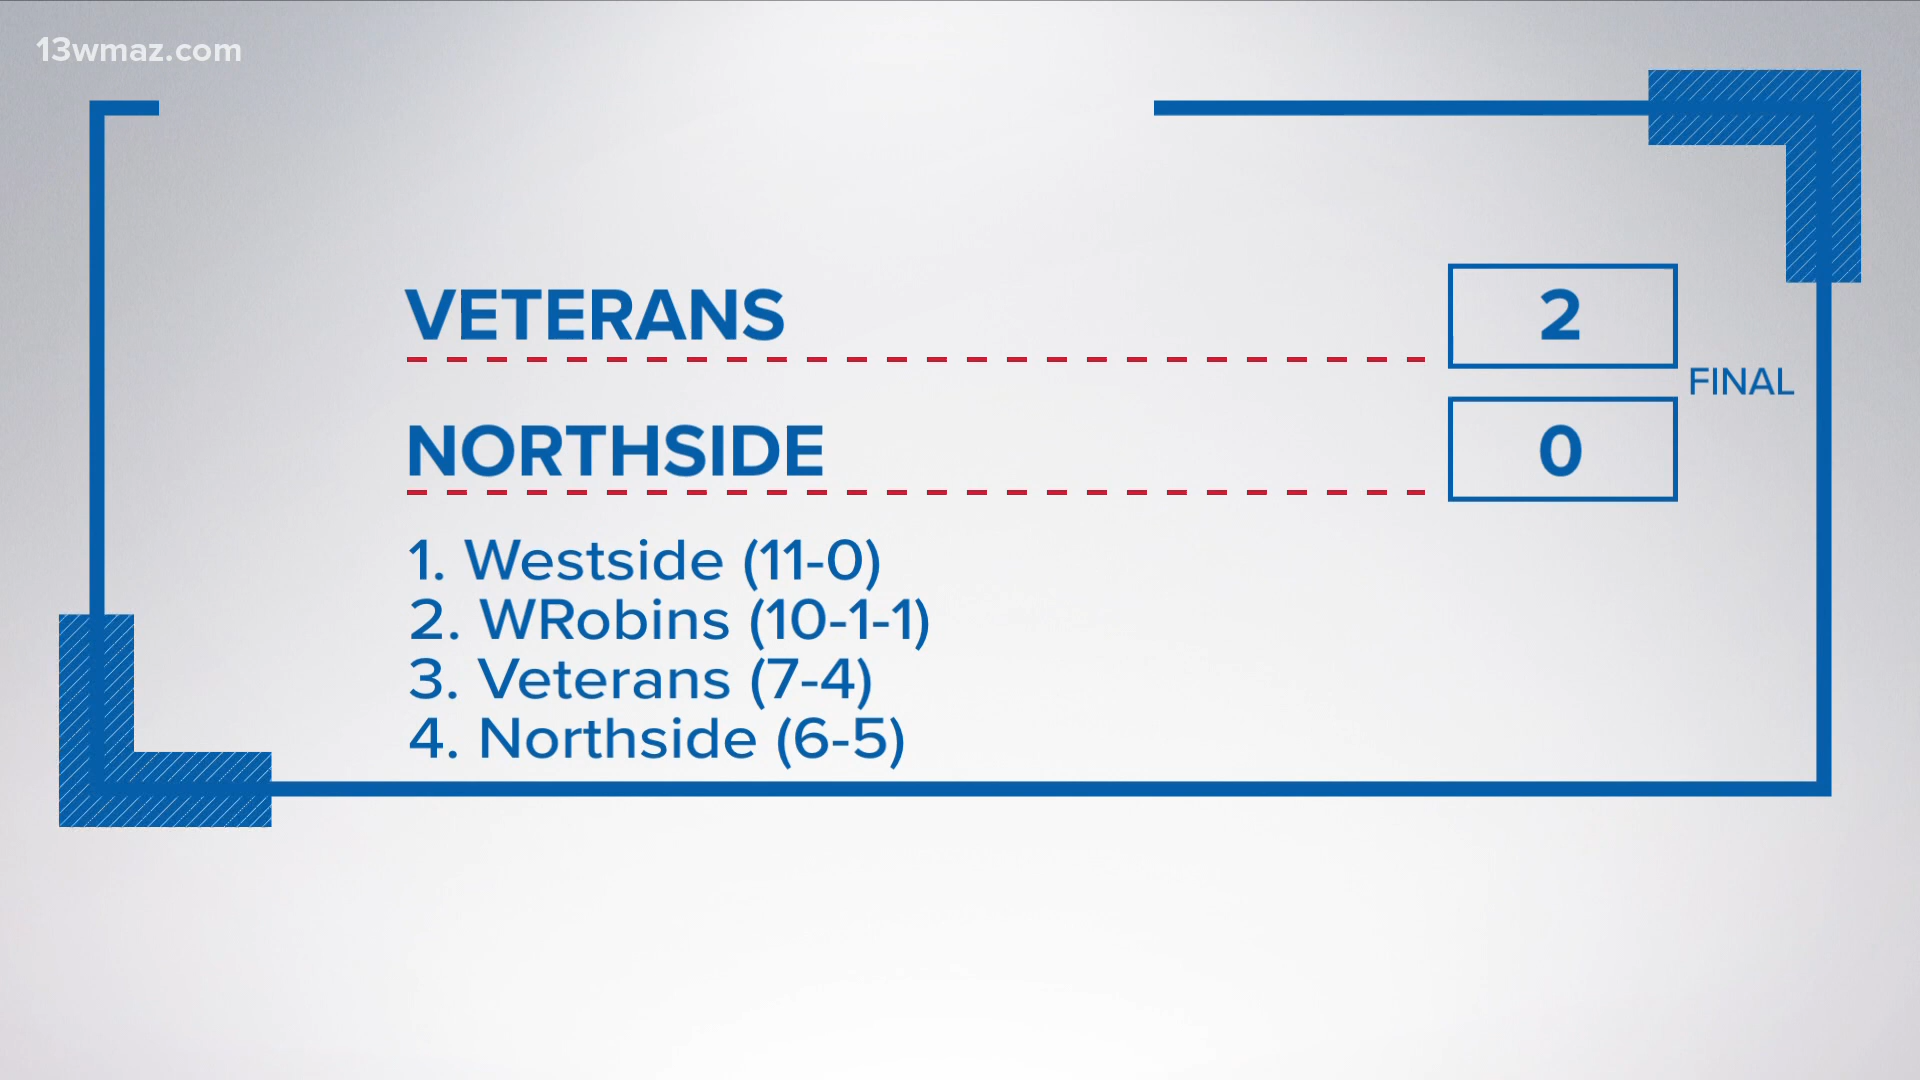 13wmaz.com
VETERANS 2
FINAL
NORTHSIDE 0
1. Westside (11-0)
2. WRobins (10-1-1)
3. Veterans (7-4)
4. Northside (6-5)